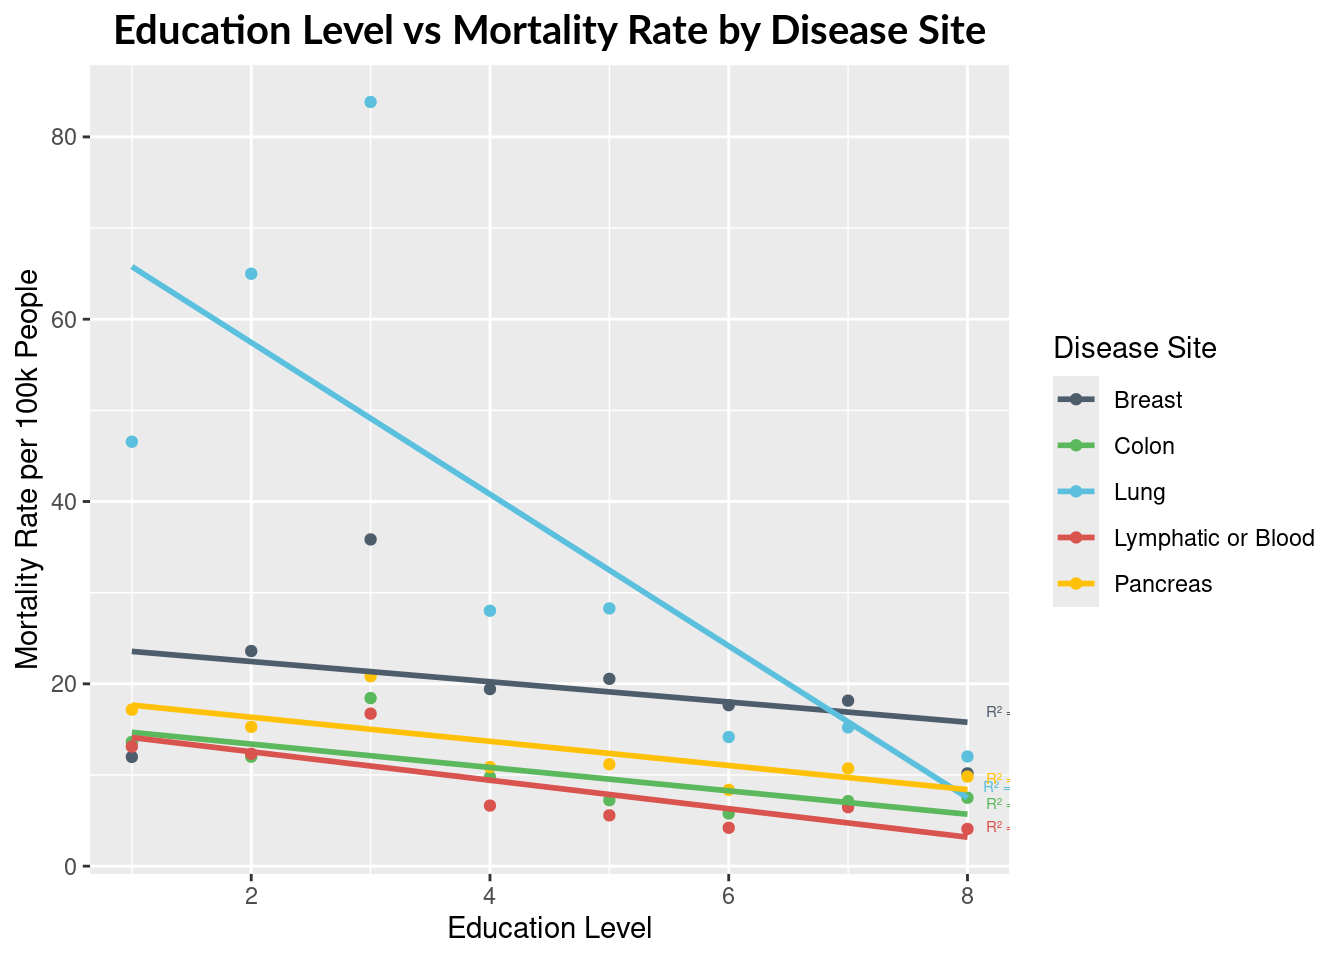 Education Level vs Mortality Rate by Disease Site
Mortality Rate per 100k People
80
60
40
20
0
2
4
6
8
Education Level
R² =
R² =
R² =
R² =
R² =
Disease Site
Breast
Colon
Lung
Lymphatic or Blood
Pancreas